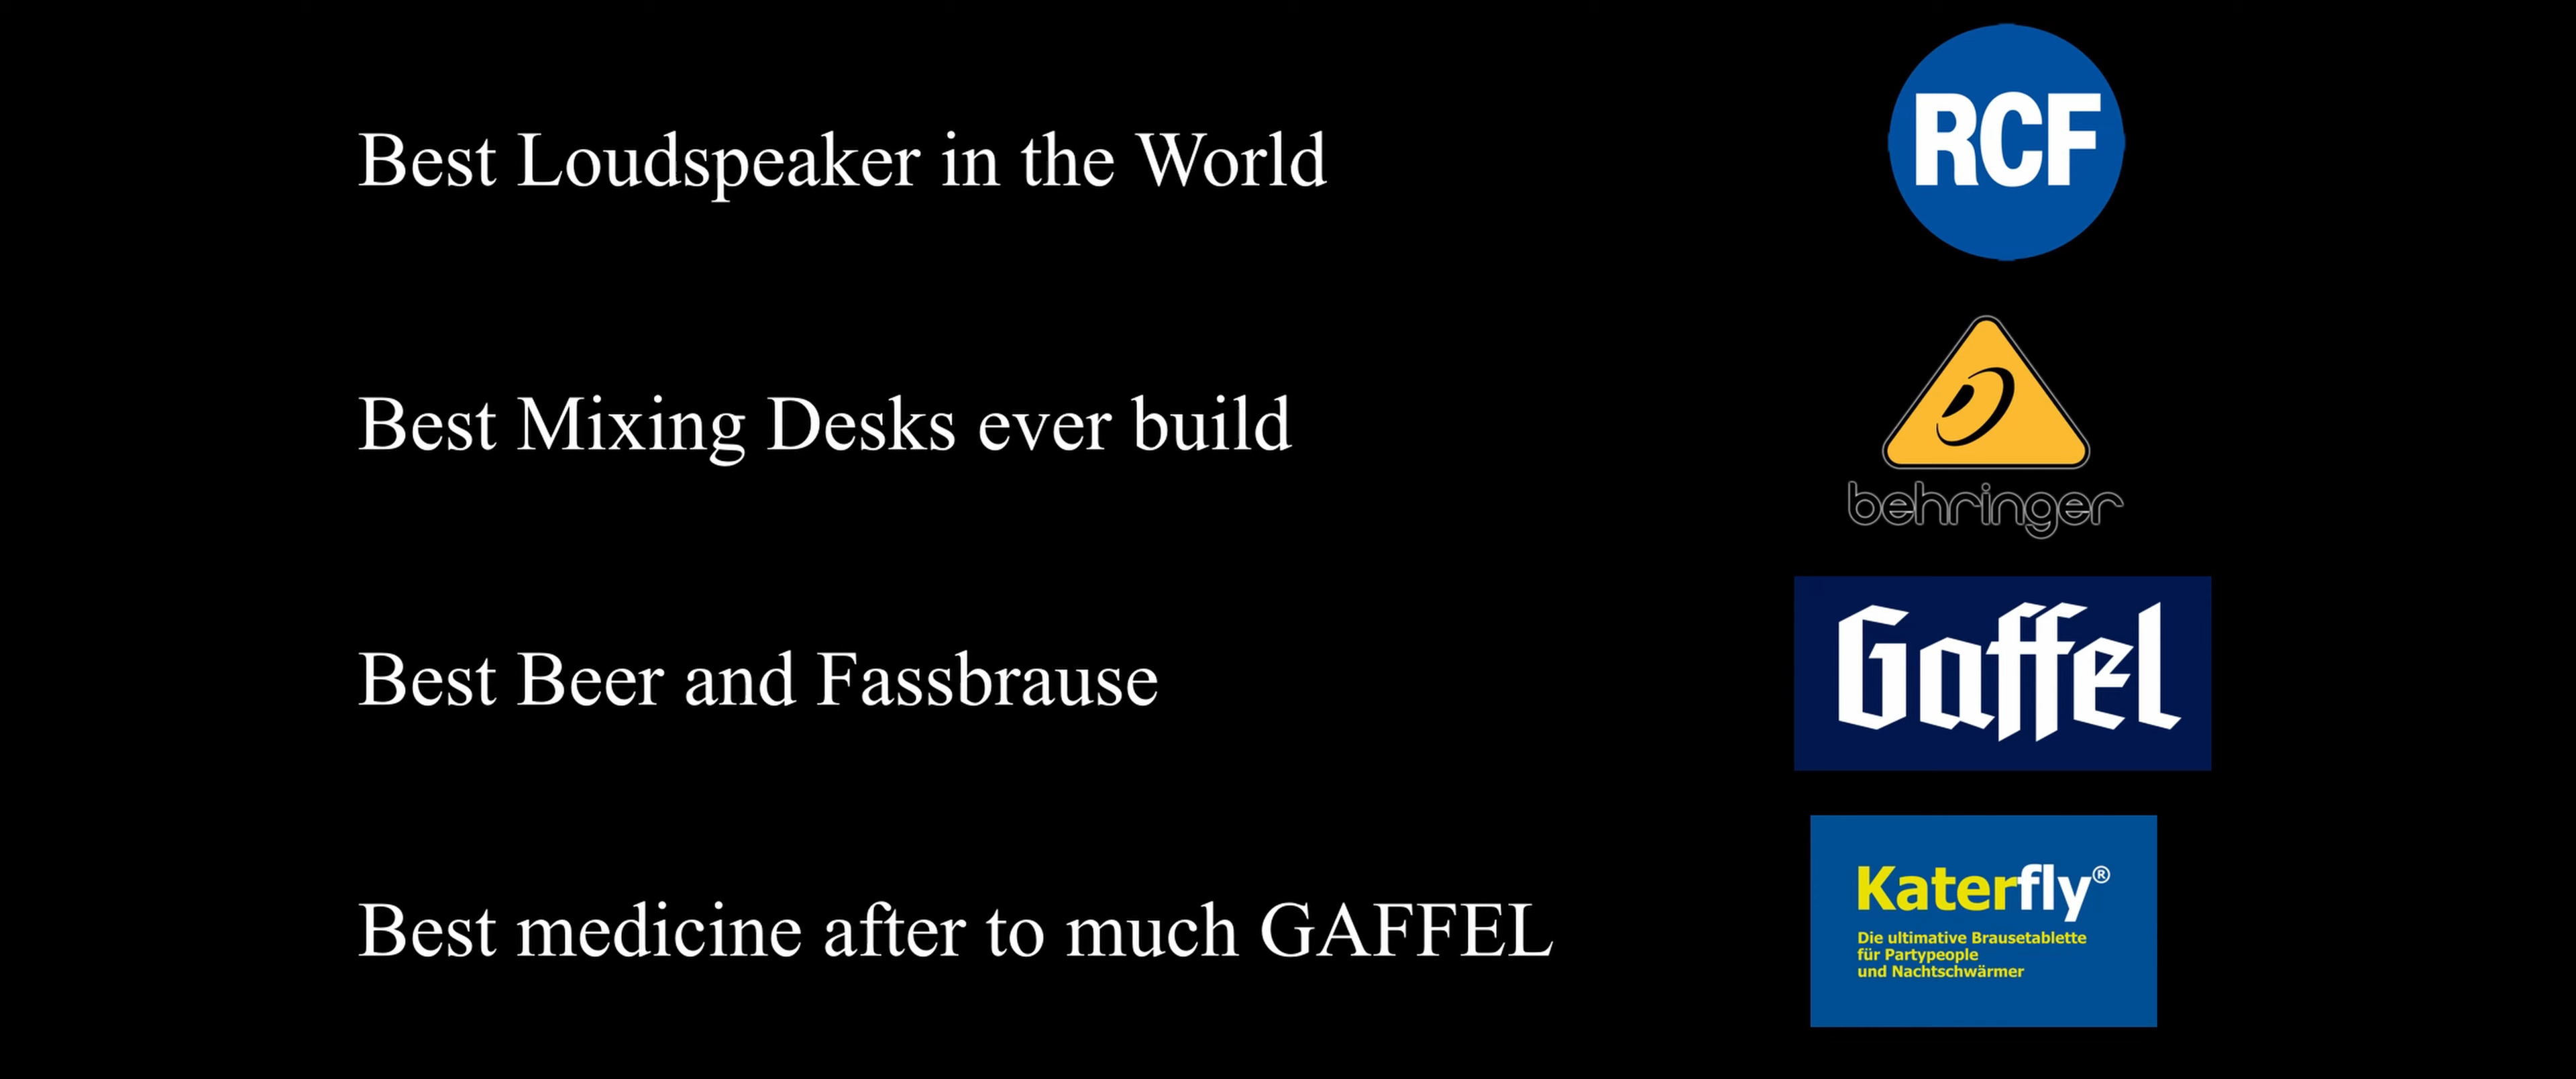 Best Loudspeaker in the World
RCF
Best Mixing Desks ever build
behringer
Best Beer and Fassbrause
Gaffel
Best medicine after to much GAFFEL
Katerfly®
Die ultimative Brausetablette
für Partypeople
und Nachtschwärmer